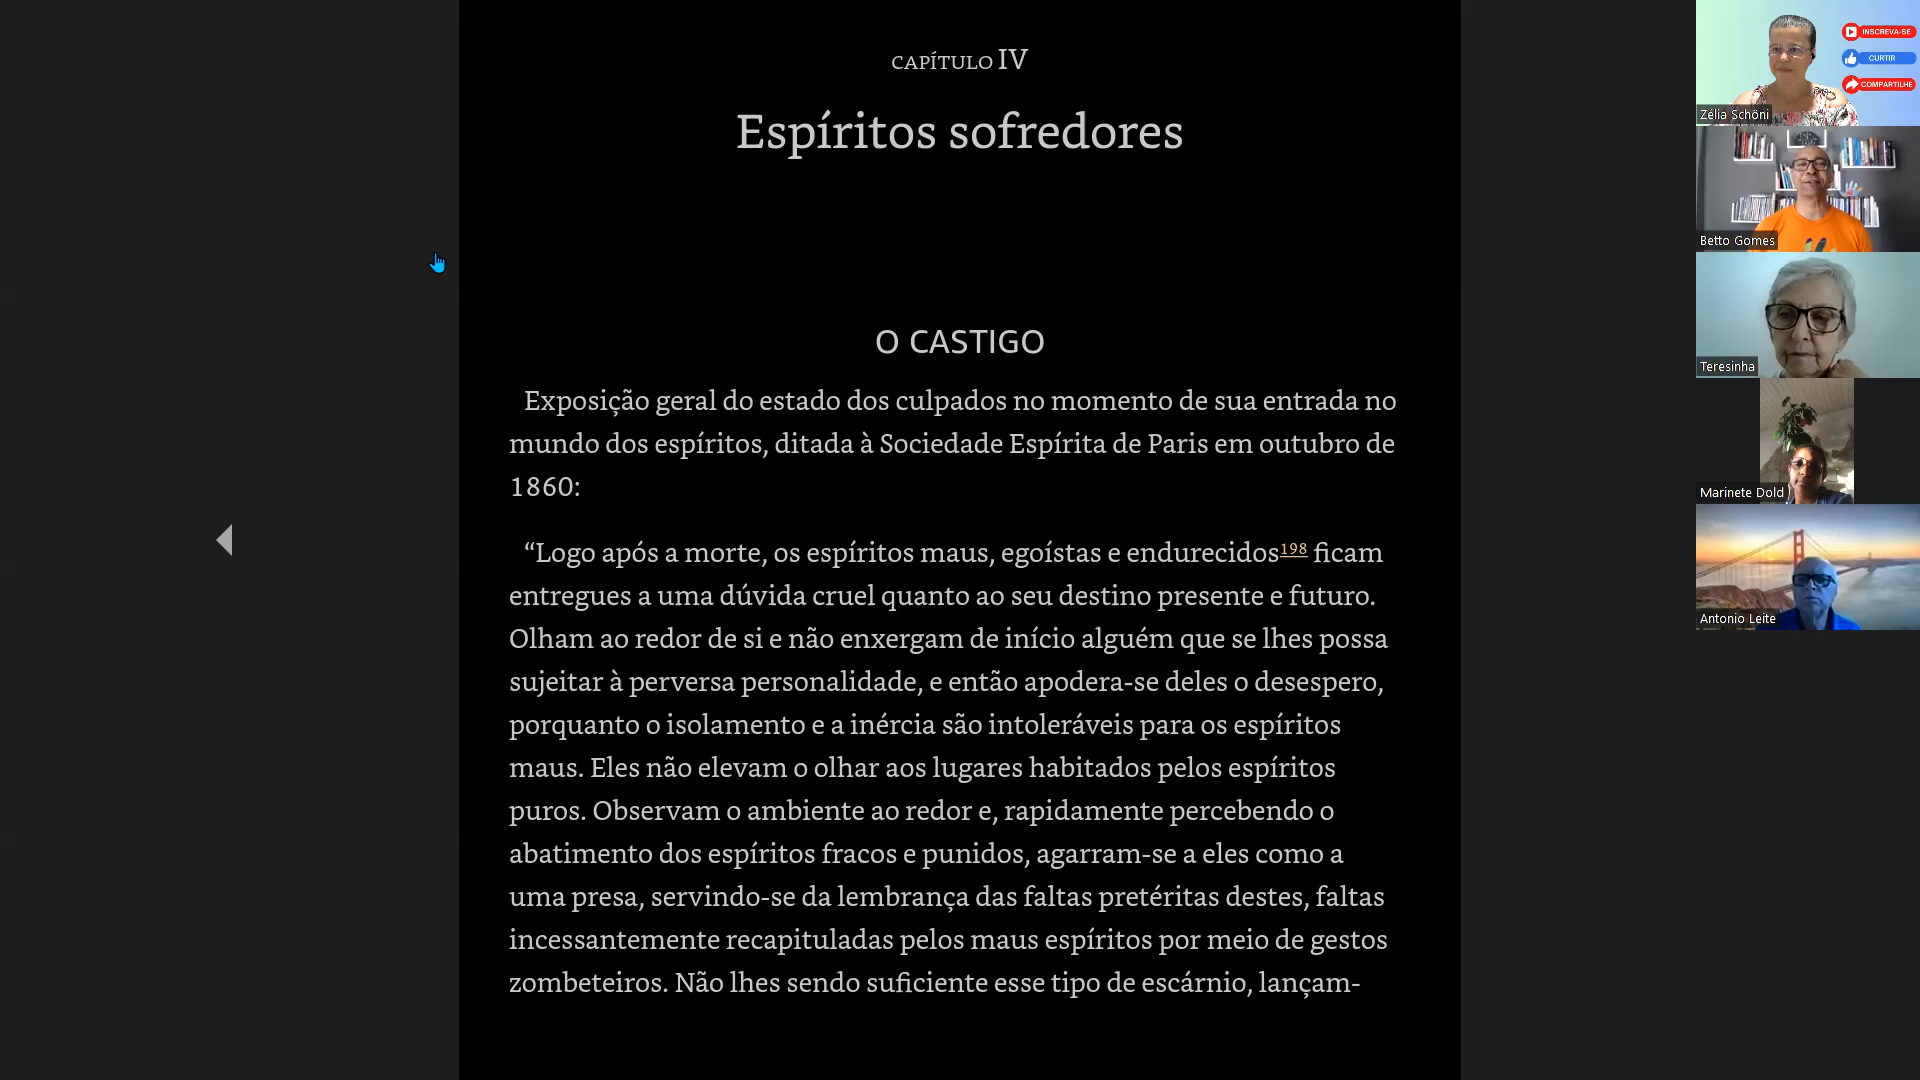 CAPÍTULO IV
Espíritos sofredores
O CASTIGO
Exposição geral do estado dos culpados no momento de sua entrada no
mundo dos espíritos, ditada à Sociedade Espírita de Paris em outubro de
1860:
“Logo após a morte, os espíritos maus, egoístas e endurecidos198 ficam
entregues a uma dúvida cruel quanto ao seu destino presente e futuro.
Olham ao redor de si e não enxergam de início alguém que se lhes possa
sujeitar à perversa personalidade, e então apodera-se deles o desespero,
porquanto o isolamento e a inércia são intoleráveis para os espíritos
maus. Eles não elevam o olhar aos lugares habitados pelos espíritos
puros. Observam o ambiente ao redor e, rapidamente percebendo o
abatimento dos espíritos fracos e punidos, agarram-se a eles como a
uma presa, servindo-se da lembrança das faltas pretéritas destes, faltas
incessantemente recapituladas pelos maus espíritos por meio de gestos
zombeteiros. Não lhes sendo suficiente esse tipo de escárnio, lançam-
INSCREVA-SE
CURTIR
COMPARTILHE
Zélia Schöni
Betto Gomes
Teresinha
Marinete Dold
Antonio Leite